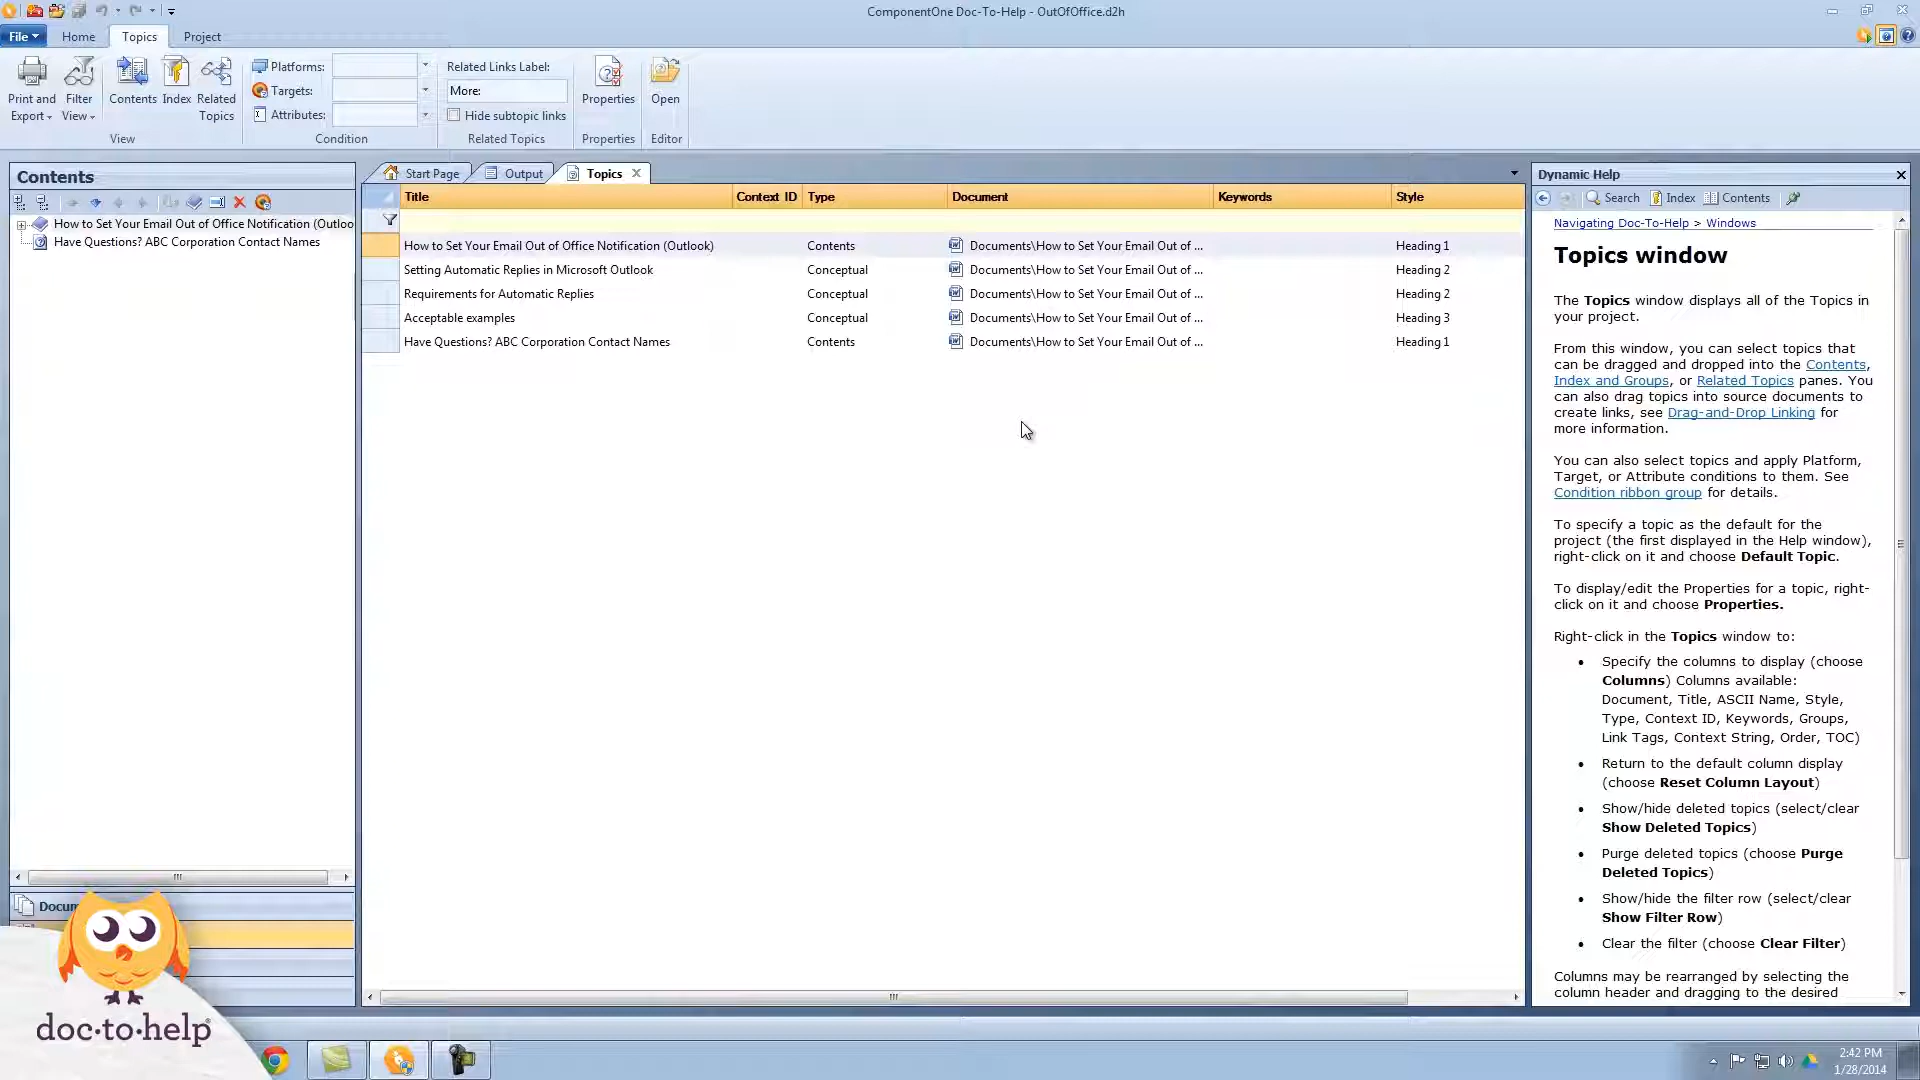 ComponentOne Doc-To-Help - OutOfOffice.d2h
File Home Topics Project
Print and Export
Filter View
Contents
Index
Related Topics
View
Platforms:
Targets:
Attributes:
Condition
Related Links Label:
More:
Hide subtopic links
Related Topics
Properties
Properties
Open
Editor
Contents
How to Set Your Email Out of Office Notification (Outloo
Have Questions? ABC Corporation Contact Names
Start Page Output Topics
Title Context ID Type Document Keywords Style
How to Set Your Email Out of Office Notification (Outlook) Contents Documents\How to Set Your Email Out of ... Heading 1
Setting Automatic Replies in Microsoft Outlook Conceptual Documents\How to Set Your Email Out of ... Heading 2
Requirements for Automatic Replies Conceptual Documents\How to Set Your Email Out of ... Heading 2
Acceptable examples Conceptual Documents\How to Set Your Email Out of ... Heading 3
Have Questions? ABC Corporation Contact Names Contents Documents\How to Set Your Email Out of ... Heading 1
Dynamic Help
Search Index Contents
Navigating Doc-To-Help > Windows
Topics window
The Topics window displays all of the Topics in
your project.
From this window, you can select topics that
can be dragged and dropped into the Contents,
Index and Groups, or Related Topics panes. You
can also drag topics into source documents to
create links, see Drag-and-Drop Linking for
more information.
You can also select topics and apply Platform,
Target, or Attribute conditions to them. See
Condition ribbon group for details.
To specify a topic as the default for the
project (the first displayed in the Help window),
right-click on it and choose Default Topic.
To display/edit the Properties for a topic, right-
click on it and choose Properties.
Right-click in the Topics window to:
• Specify the columns to display (choose
Columns) Columns available:
Document, Title, ASCII Name, Style,
Type, Context ID, Keywords, Groups,
Link Tags, Context String, Order, TOC)
• Return to the default column display
(choose Reset Column Layout)
• Show/hide deleted topics (select/clear
Show Deleted Topics)
• Purge deleted topics (choose Purge
Deleted Topics)
• Show/hide the filter row (select/clear
Show Filter Row)
• Clear the filter (choose Clear Filter)
Columns may be rearranged by selecting the
column header and dragging to the desired
Docum
doc·to·help
2:42 PM
1/28/2014